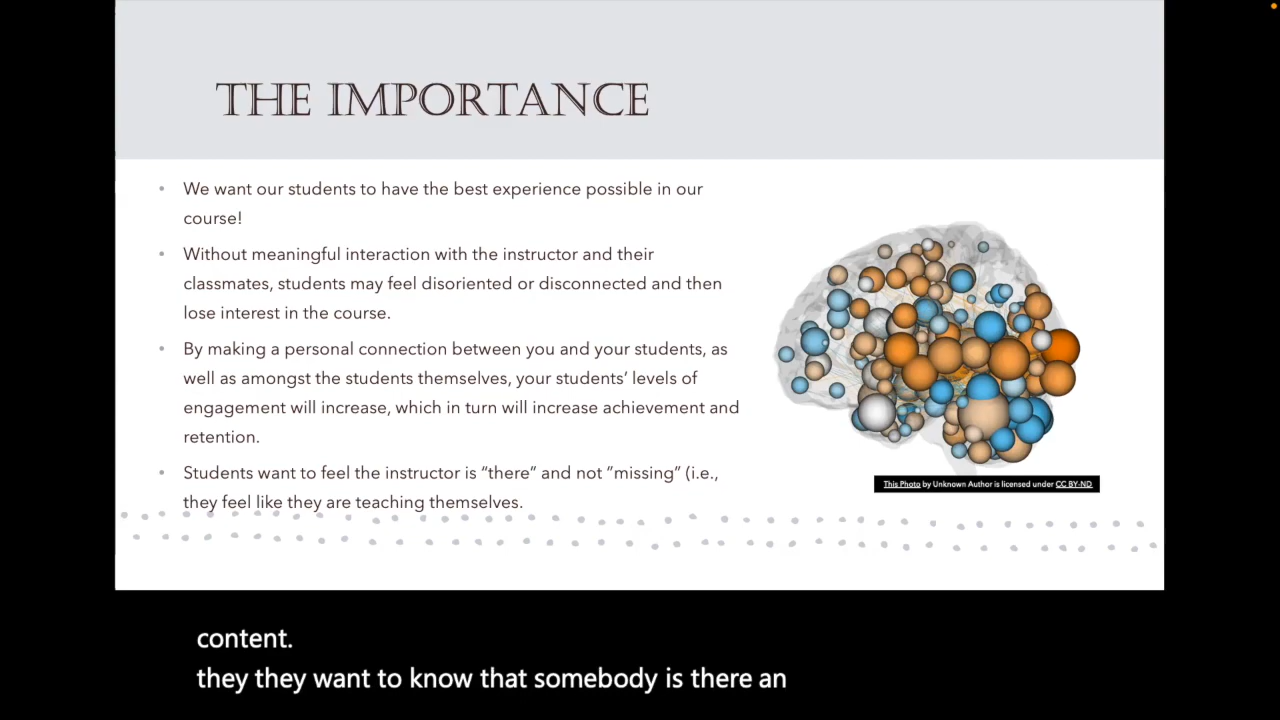 THE IMPORTANCE
• We want our students to have the best experience possible in our
course!
• Without meaningful interaction with the instructor and their
classmates, students may feel disoriented or disconnected and then
lose interest in the course.
• By making a personal connection between you and your students, as
well as amongst the students themselves, your students’ levels of
engagement will increase, which in turn will increase achievement and
retention.
• Students want to feel the instructor is “there” and not ”missing” (i.e.,
they feel like they are teaching themselves.
This Photo by Unknown Author is licensed under CC BY-ND
content.
they they want to know that somebody is there an